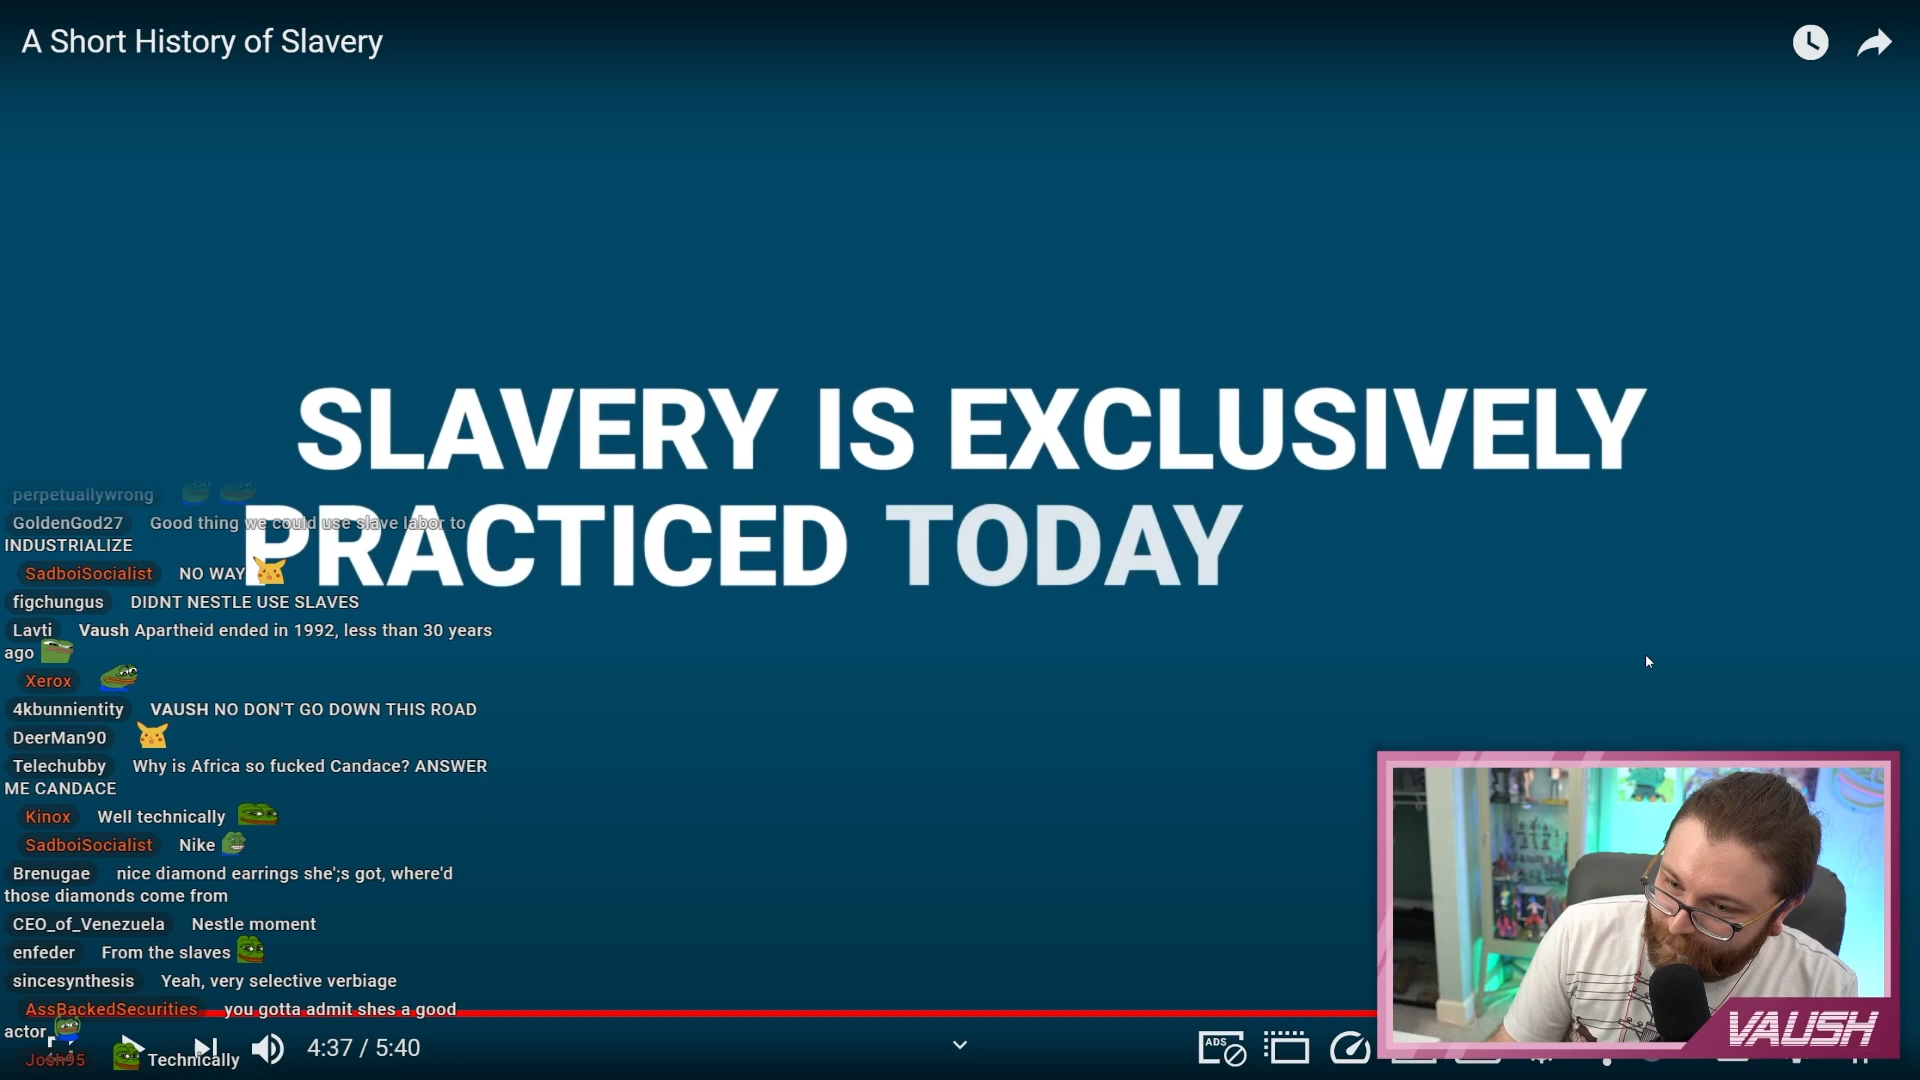 A Short History of Slavery
SLAVERY IS EXCLUSIVELY
PRACTICED TODAY
perpetuallywrong
GoldenGod27 Good thing we could use slave labor to
INDUSTRIALIZE
SadboiSocialist NO WAY
figchungus DIDNT NESTLE USE SLAVES
Lavti Vaush Apartheid ended in 1992, less than 30 years
ago
Xerox
4kbunnientity VAUSH NO DON'T GO DOWN THIS ROAD
DeerMan90
Telechubby Why is Africa so fucked Candace? ANSWER
ME CANDACE
Kinox Well technically
SadboiSocialist Nike
Brenugae nice diamond earrings she';s got, where'd
those diamonds come from
CEO_of_Venezuela Nestle moment
enfeder From the slaves
sincesynthesis Yeah, very selective verbiage
AssBackedSecurities you gotta admit shes a good
actor
Josh95 Technically
4:37 / 5:40
ADS
VAUSH